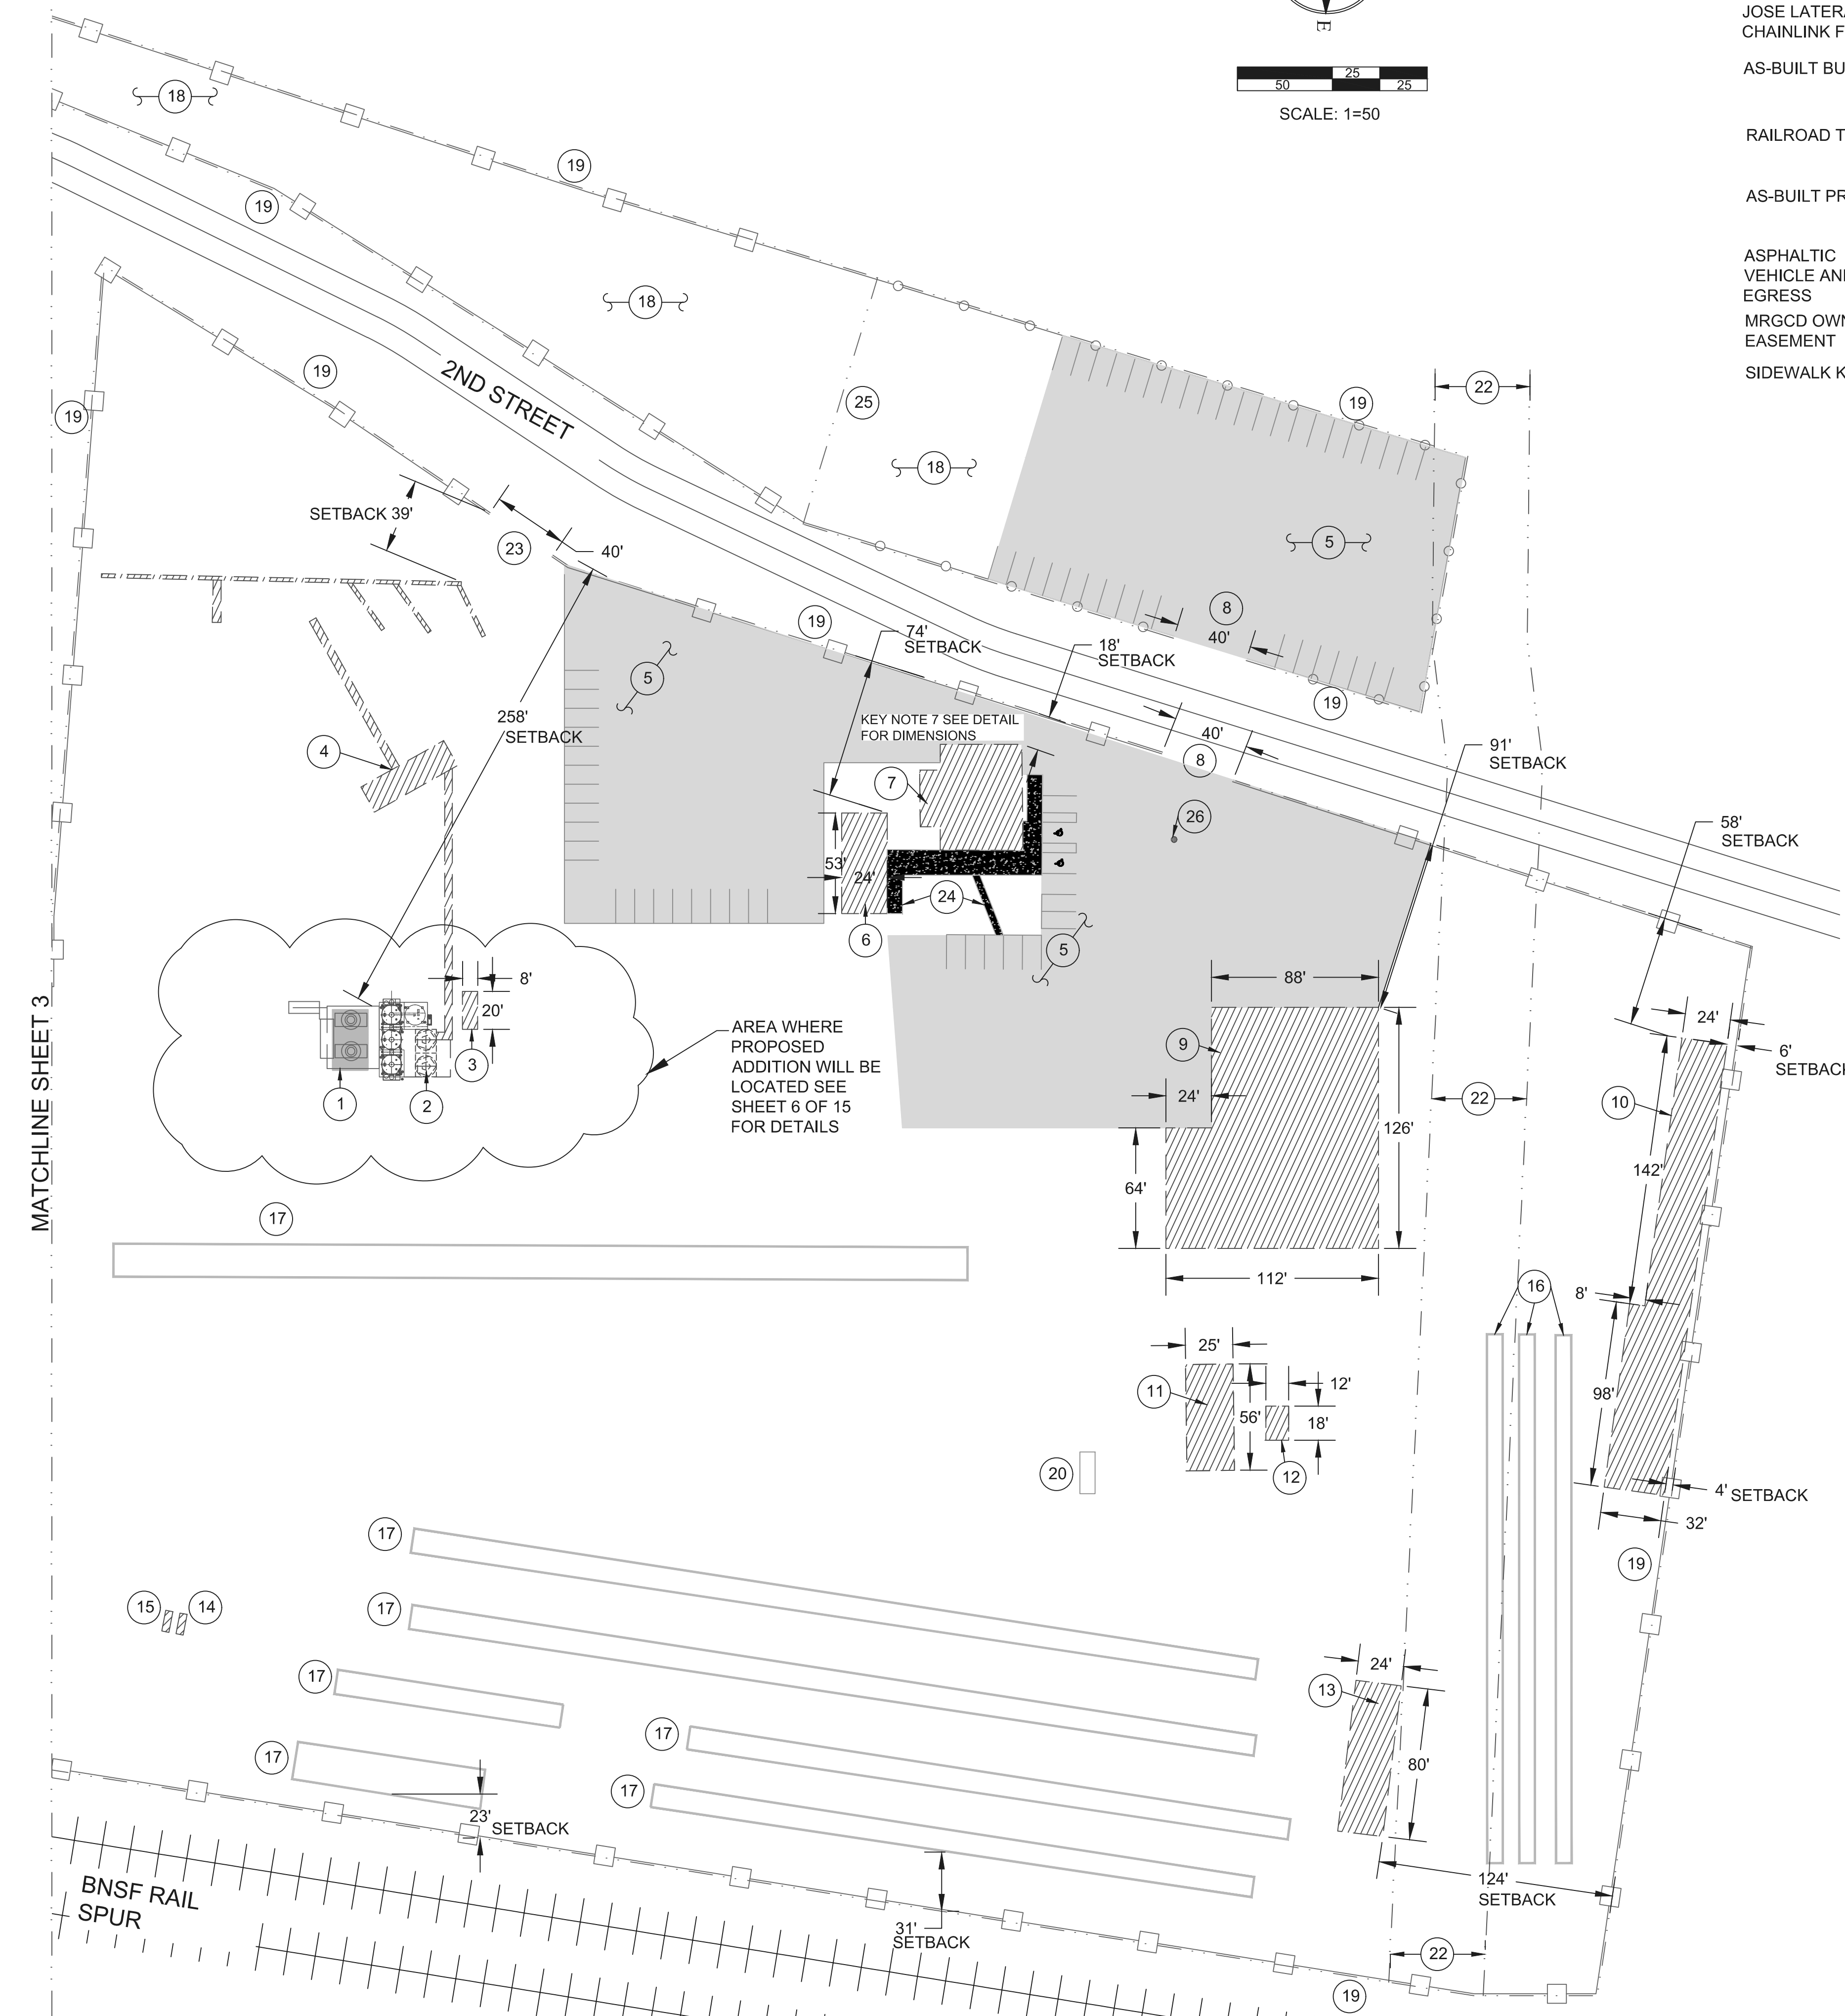 E
25
50
25
SCALE: 1=50
CHAINLINK F
AS-BUILT BU
RAILROAD T
AS-BUILT PR
ASPHALTIC
VEHICLE AN
EGRESS
MRGCD OWN
EASEMENT
SIDEWALK K
18
19
19
18
19
19
2ND STREET
25
18
19
22
5
SETBACK 39'
23
40'
8
40'
19
19
5
74'
SETBACK
18'
SETBACK
258'
SETBACK
KEY NOTE 7 SEE DETAIL
FOR DIMENSIONS
4
7
40'
8
91'
SETBACK
26
58'
SETBACK
53'
24'
24
6
5
MATCHLINE SHEET 3
8'
20'
3
1
2
AREA WHERE
PROPOSED
ADDITION WILL BE
LOCATED SEE
SHEET 6 OF 15
FOR DETAILS
88'
9
24'
126'
64'
112'
22
24'
6'
SETBACK
10
142'
8'
98'
4' SETBACK
32'
19
17
16
25'
11
56'
12'
18'
12
20
17
17
15
14
17
17
17
17
24'
13
80'
124'
SETBACK
23'
SETBACK
31'
SETBACK
BNSF RAIL
SPUR
22
19